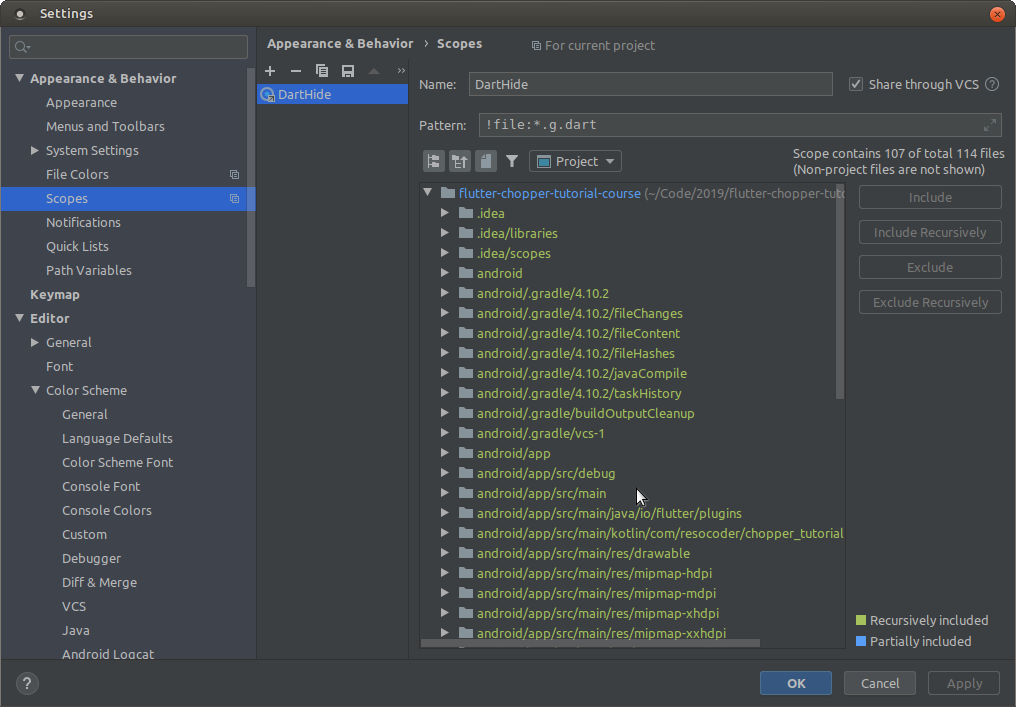 Settings
Appearance & Behavior
Appearance
Menus and Toolbars
System Settings
File Colors
Scopes
Notifications
Quick Lists
Path Variables
Keymap
Editor
General
Font
Color Scheme
General
Language Defaults
Color Scheme Font
Console Font
Console Colors
Custom
Debugger
Diff & Merge
VCS
Java
Android Logcat
Appearance & Behavior › Scopes
For current project
DartHide
Name: DartHide
Share through VCS ?
Pattern: !file:*.g.dart
Project
Scope contains 107 of total 114 files
(Non-project files are not shown)
flutter-chopper-tutorial-course (~/Code/2019/flutter-chopper-tuto
.idea
.idea/libraries
.idea/scopes
android
android/.gradle/4.10.2
android/.gradle/4.10.2/fileChanges
android/.gradle/4.10.2/fileContent
android/.gradle/4.10.2/fileHashes
android/.gradle/4.10.2/javaCompile
android/.gradle/4.10.2/taskHistory
android/.gradle/buildOutputCleanup
android/.gradle/vcs-1
android/app
android/app/src/debug
android/app/src/main
android/app/src/main/java/io/flutter/plugins
android/app/src/main/kotlin/com/resocoder/chopper_tutorial
android/app/src/main/res/drawable
android/app/src/main/res/mipmap-hdpi
android/app/src/main/res/mipmap-mdpi
android/app/src/main/res/mipmap-xhdpi
android/app/src/main/res/mipmap-xxhdpi
Include
Include Recursively
Exclude
Exclude Recursively
Recursively included
Partially included
?
OK
Cancel
Apply